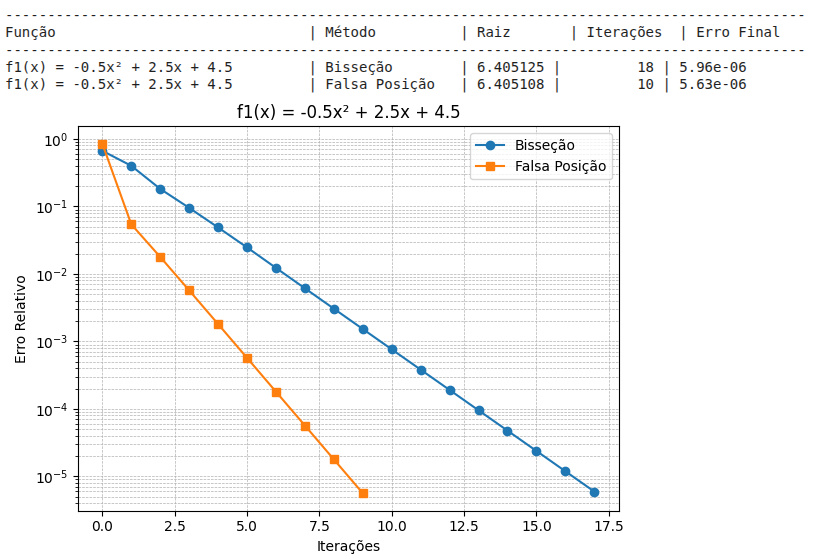 -----------------------------------------------------------------------------------------------
Função                              | Método          | Raiz       | Iterações  | Erro Final
-----------------------------------------------------------------------------------------------
f1(x) = -0.5x² + 2.5x + 4.5         | Bisseção        | 6.405125 |         18 | 5.96e-06
f1(x) = -0.5x² + 2.5x + 4.5         | Falsa Posição   | 6.405108 |         10 | 5.63e-06
f1(x) = -0.5x² + 2.5x + 4.5
Bisseção
Falsa Posição
10⁰
10⁻¹
10⁻²
10⁻³
10⁻⁴
10⁻⁵
Erro Relativo
0.0 2.5 5.0 7.5 10.0 12.5 15.0 17.5
Iterações